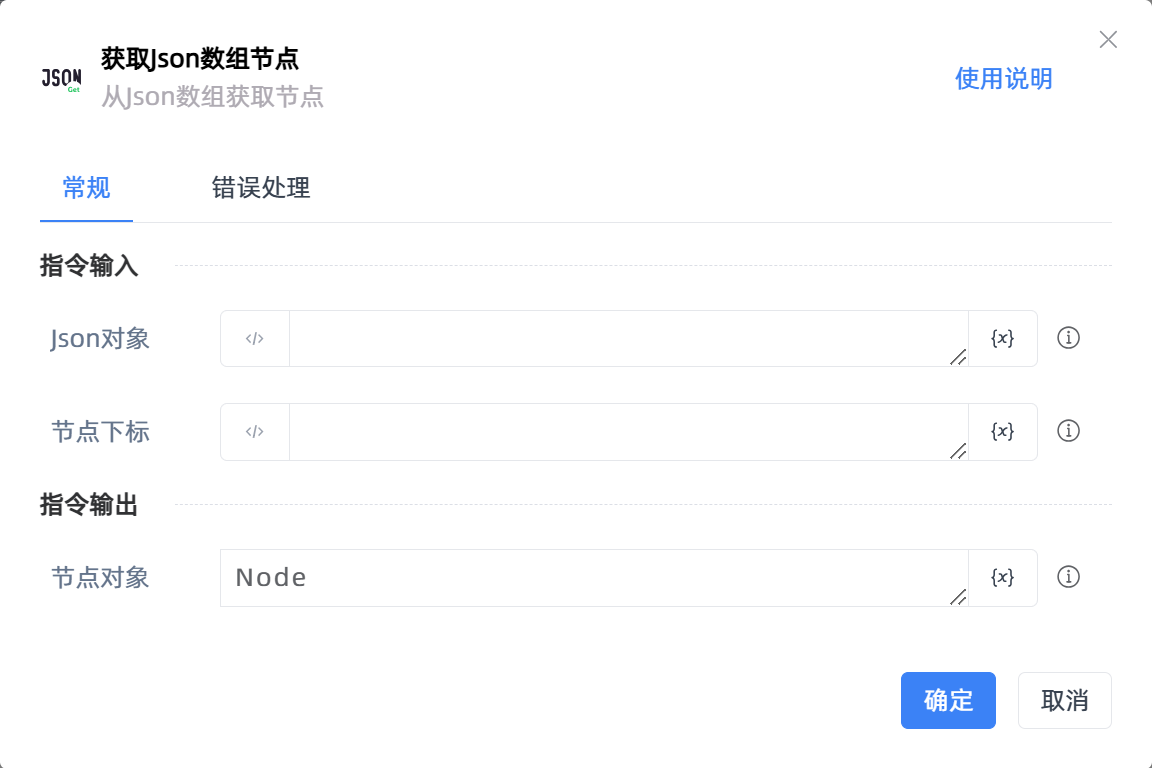 JSON
Get
获取Json数组节点
从Json数组获取节点
使用说明
常规
错误处理
指令输入
Json对象
</>
{x}
节点下标
</>
{x}
指令输出
节点对象
Node
{x}
确定
取消